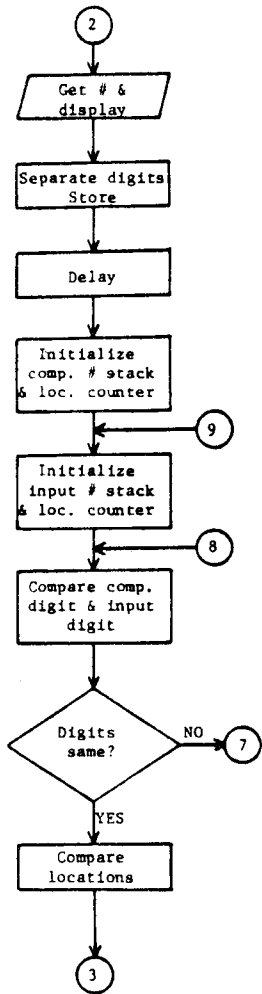 2
Get # &
display
Separate digits
Store
Delay
Initialize
comp. # stack
& loc. counter
9
Initialize
input # stack
& loc. counter
8
Compare comp.
digit & input
digit
Digits
same?
NO
7
YES
Compare
locations
3